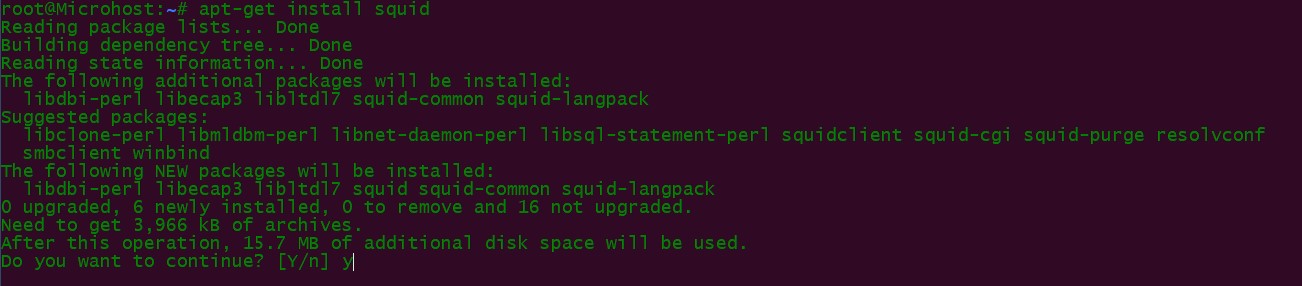 root@Microhost:~# apt-get install squid
Reading package lists... Done
Building dependency tree... Done
Reading state information... Done
The following additional packages will be installed:
  libdbi-perl libecap3 libltdl7 squid-common squid-langpack
Suggested packages:
  libclone-perl libmldbm-perl libnet-daemon-perl libsql-statement-perl squidclient squid-cgi squid-purge resolvconf
  smbclient winbind
The following NEW packages will be installed:
  libdbi-perl libecap3 libltdl7 squid squid-common squid-langpack
0 upgraded, 6 newly installed, 0 to remove and 16 not upgraded.
Need to get 3,966 kB of archives.
After this operation, 15.7 MB of additional disk space will be used.
Do you want to continue? [Y/n] y